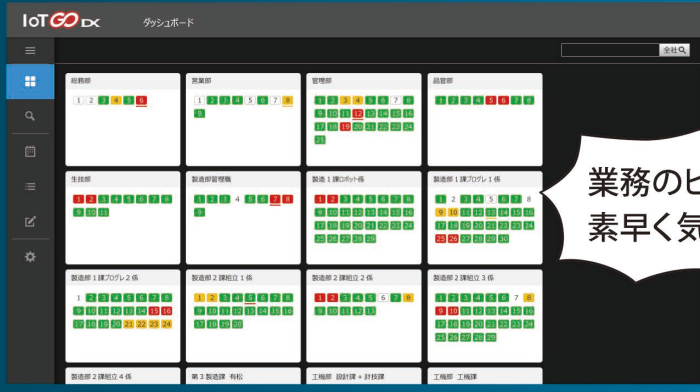 IoT GO DX ダッシュボード
全社
総務部
1 2 3 4 5 6
営業部
1 2 3 4 5 6 7 8
9
管理部
1 2 3 4 5 6 7 8
9 10 11 12 13 14 15 16
17 18 19 20 21 22 23 24
25
品管部
1 2 3 4 5 6 7 8
生技部
1 2 3 4 5 6 7 8
9 10 11
製造部管理職
1 2 3 4 5 6 7 8
9
製造1課ロボット係
1 2 3 4 5 6 7 8
9 10 11 12 13 14 15 16
17 18 19 20 21 22 23 24
25 26 27 28 29
製造部1課プログレ1係
1 2 3 4 5 6 7 8
9 10 11 12 13 14 15 16
17 18 19 20 21 22 23 24
25 26 27 28 29 30
業務のヒ
素早く気
製造部1課プログレ2係
1 2 3 4 5 6 7 8
9 10 11 12 13 14 15 16
17 18 19 20 21 22 23 24
製造部2課組立1係
1 2 3 4 5 6 7 8
9 10 11 12 13 14 15 16
17 18 19 20
製造部2課組立2係
1 2 3 4 5 6 7 8
9 10 11 12 13
製造部2課組立3係
1 2 3 4 5 6 7 8
9 10 11 12 13 14 15 16
17 18 19 20 21 22 23 24
25 26 27 28 29
製造部2課組立4係
第3製造課 有松
工機部 設計課+計技課
工機部 工機課